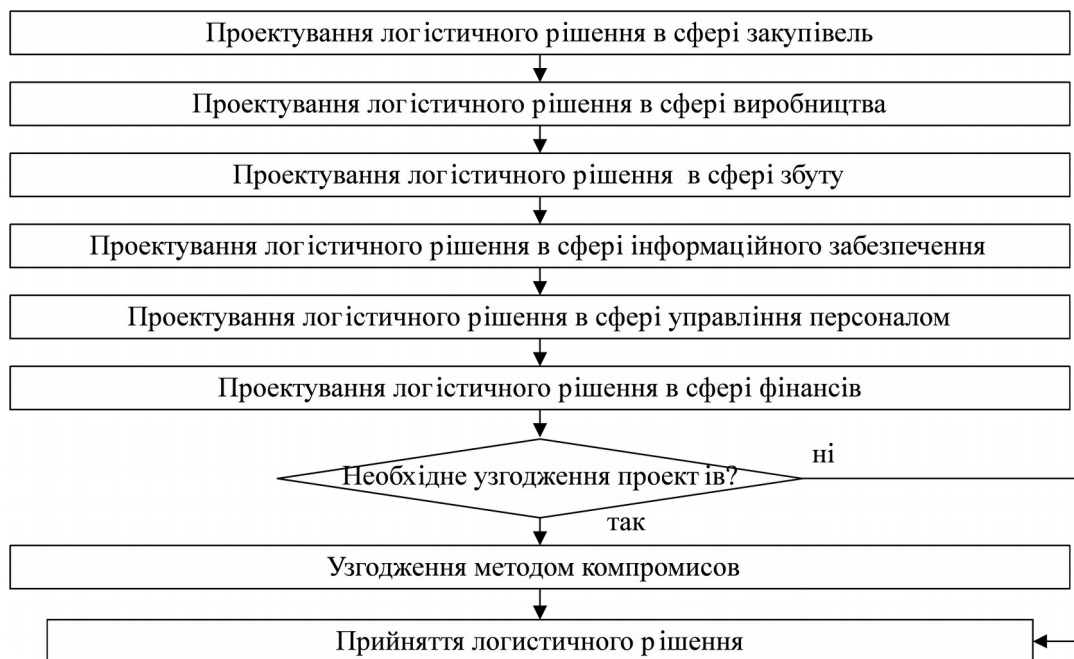 Проектування логістичного рішення в сфері закупівель
Проектування логістичного рішення в сфері виробництва
Проектування логістичного рішення в сфері збуту
Проектування логістичного рішення в сфері інформаційного забезпечення
Проектування логістичного рішення в сфері управління персоналом
Проектування логістичного рішення в сфері фінансів
Необхідне узгодження проектів?
ні
так
Узгодження методом компромисов
Прийняття логистичного рішення